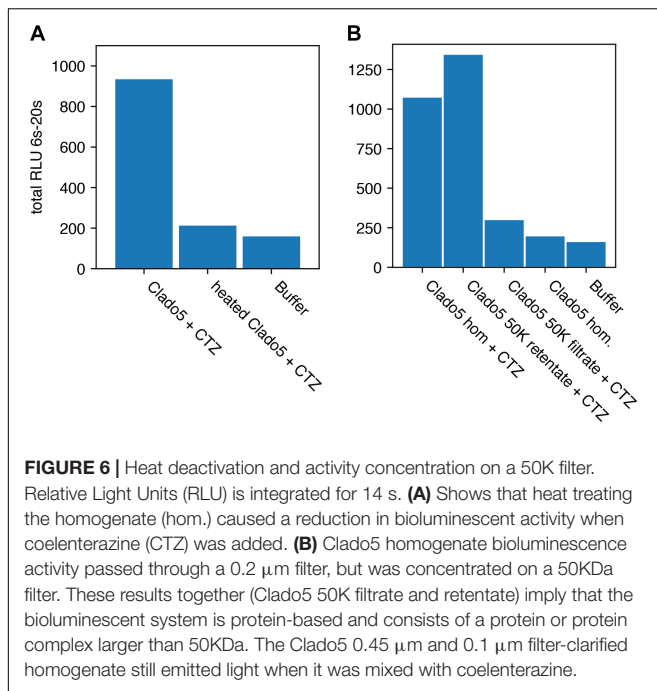 A
B
total RLU 6s-20s
1000
800
600
400
200
0
Clado5 + CTZ
heated Clado5 + CTZ
Buffer
1250
1000
750
500
250
0
Clado5 hom + CTZ
Clado5 50K retentate + CTZ
Clado5 50K filtrate + CTZ
Clado5 hom.
Buffer
FIGURE 6 | Heat deactivation and activity concentration on a 50K filter.
Relative Light Units (RLU) is integrated for 14 s. (A) Shows that heat treating
the homogenate (hom.) caused a reduction in bioluminescent activity when
coelenterazine (CTZ) was added. (B) Clado5 homogenate bioluminescence
activity passed through a 0.2 μm filter, but was concentrated on a 50KDa
filter. These results together (Clado5 50K filtrate and retentate) imply that the
bioluminescent system is protein-based and consists of a protein or protein
complex larger than 50KDa. The Clado5 0.45 μm and 0.1 μm filter-clarified
homogenate still emitted light when it was mixed with coelenterazine.